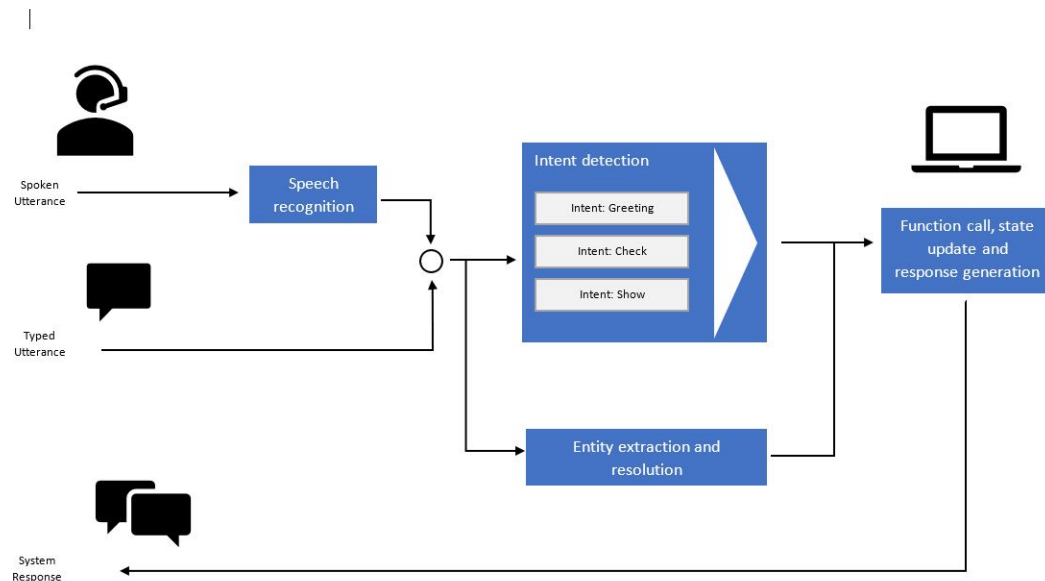 Spoken
Utterance
Speech
recognition
Intent detection
Intent: Greeting
Intent: Check
Intent: Show
Function call, state
update and
response generation
Typed
Utterance
Entity extraction and
resolution
System
Response